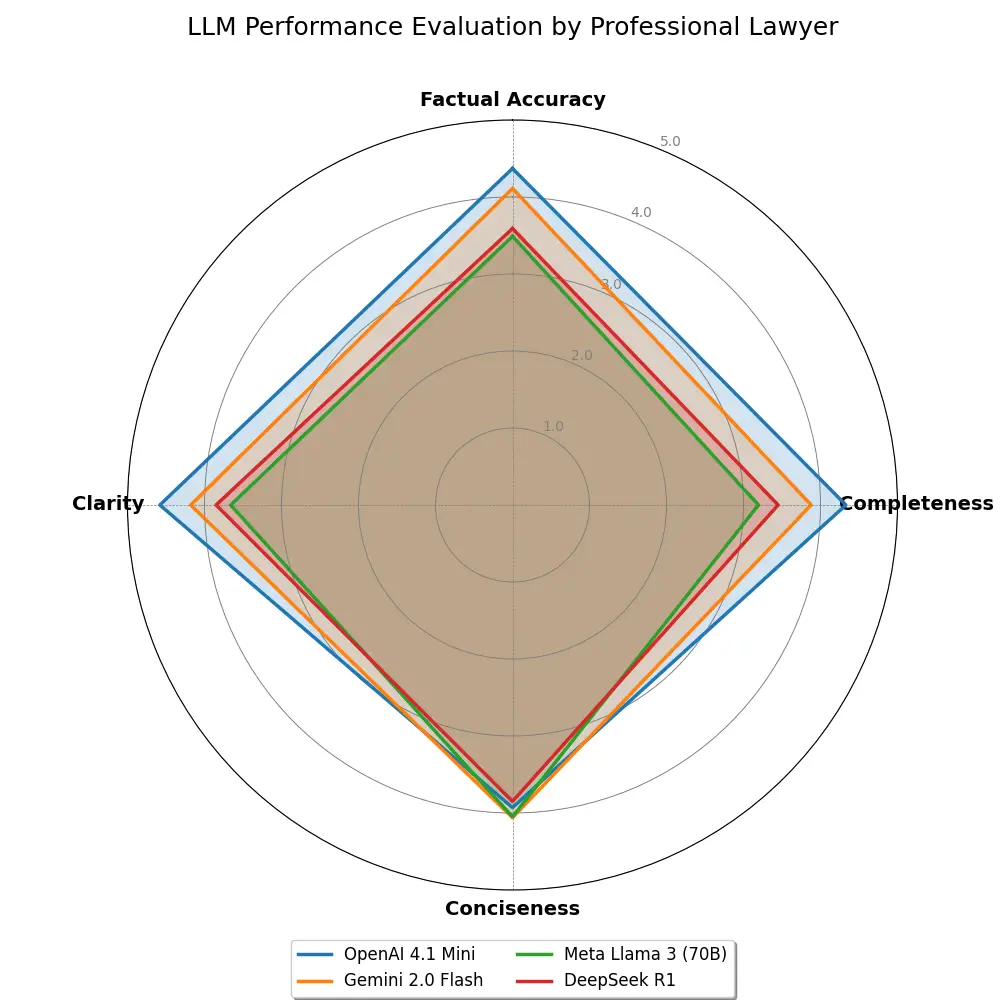 LLM Performance Evaluation by Professional Lawyer
Factual Accuracy
5.0
4.0
3.0
2.0
1.0
Clarity
Completeness
Conciseness
OpenAI 4.1 Mini
Meta Llama 3 (70B)
Gemini 2.0 Flash
DeepSeek R1